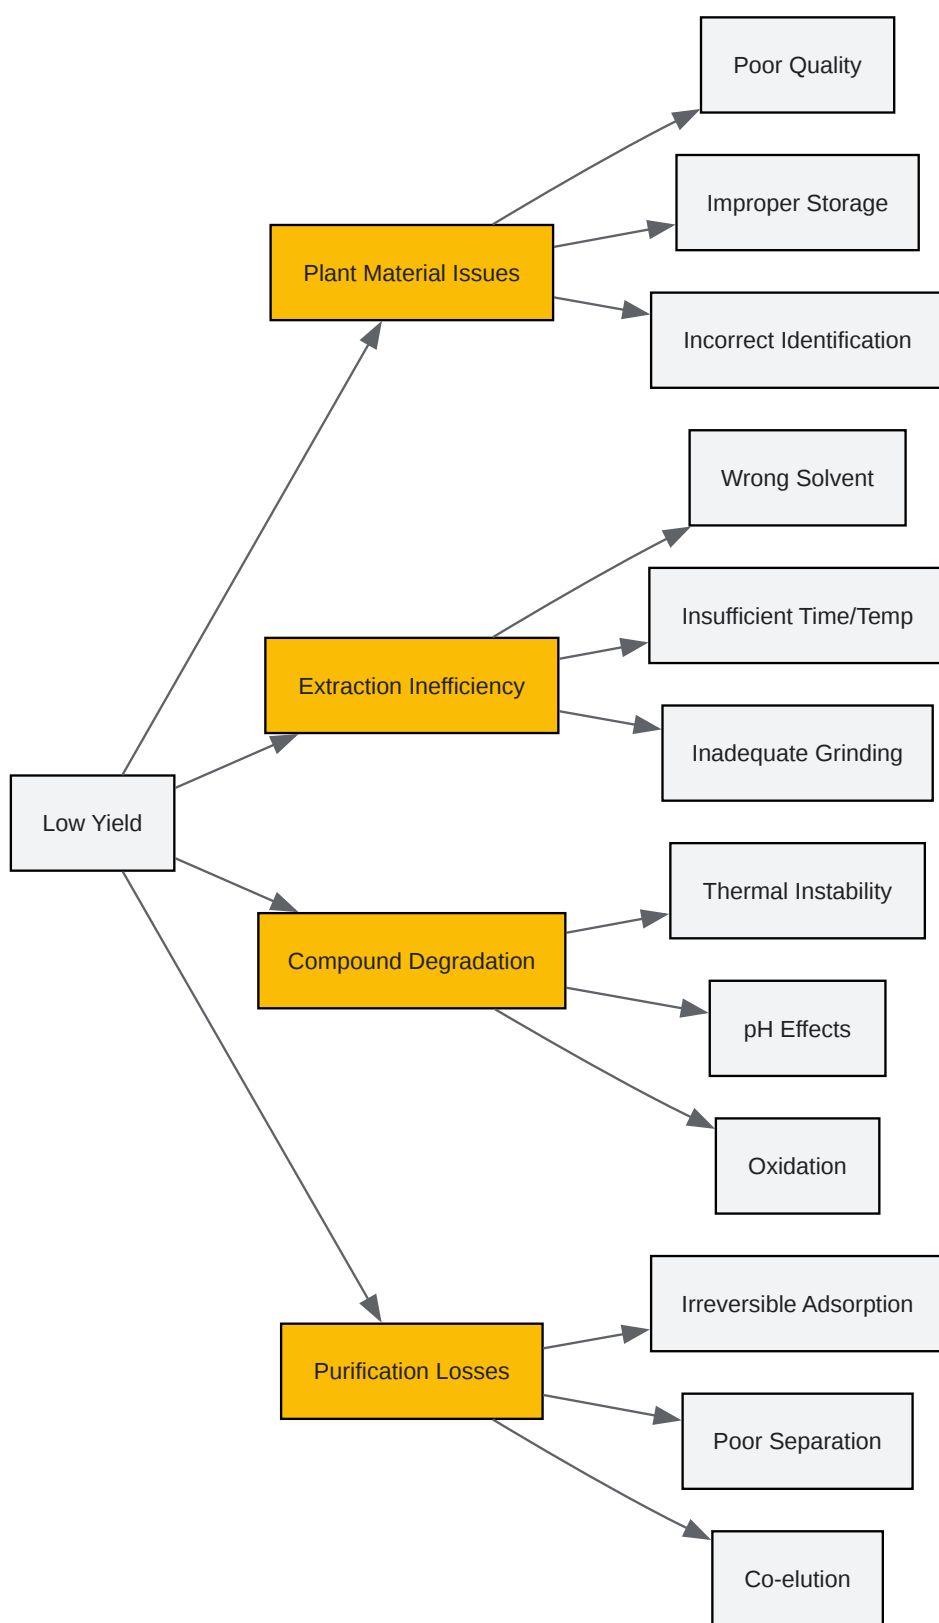 Low Yield
Plant Material Issues
Poor Quality
Improper Storage
Incorrect Identification
Extraction Inefficiency
Wrong Solvent
Insufficient Time/Temp
Inadequate Grinding
Compound Degradation
Thermal Instability
pH Effects
Oxidation
Purification Losses
Irreversible Adsorption
Poor Separation
Co-elution